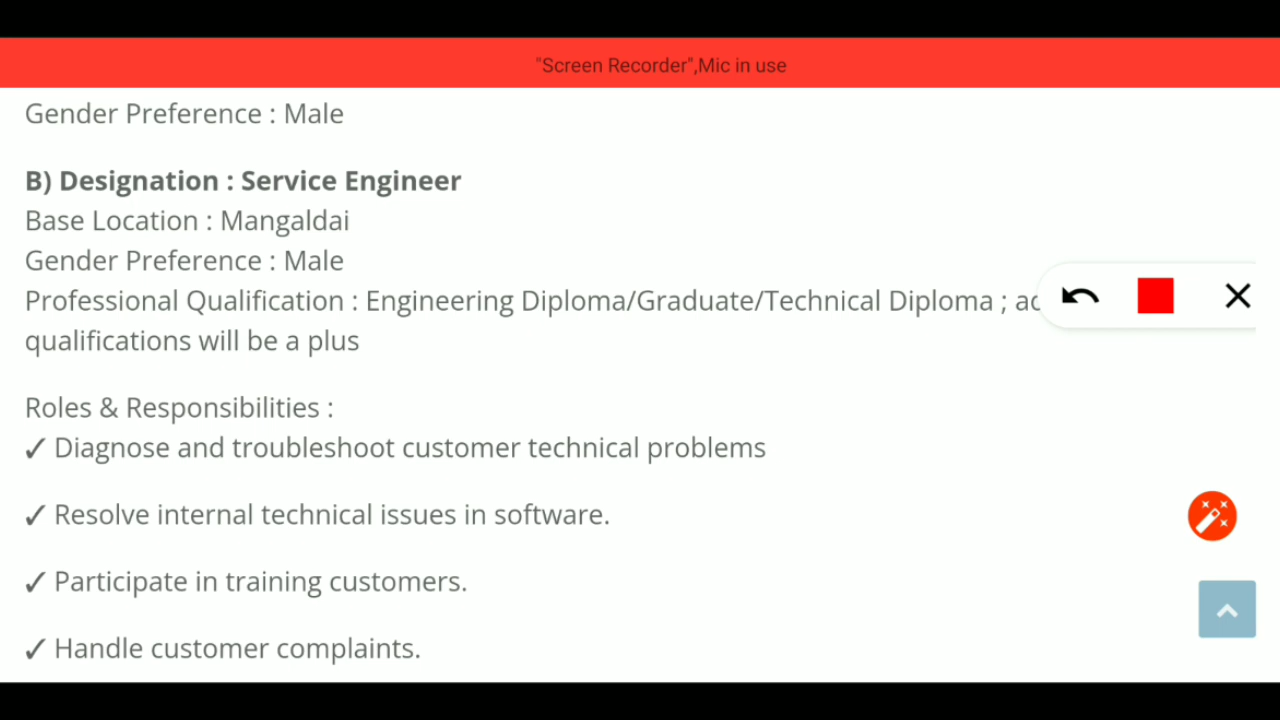 "Screen Recorder",Mic in use
Gender Preference : Male
B) Designation : Service Engineer
Base Location : Mangaldai
Gender Preference : Male
Professional Qualification : Engineering Diploma/Graduate/Technical Diploma ;
qualifications will be a plus
Roles & Responsibilities :
✓ Diagnose and troubleshoot customer technical problems
✓ Resolve internal technical issues in software.
✓ Participate in training customers.
✓ Handle customer complaints.